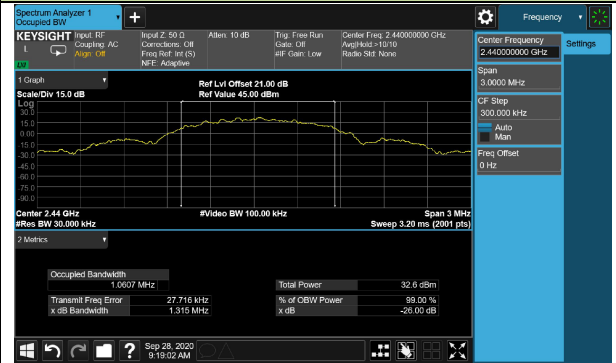 Spectrum Analyzer 1
Occupied BW
Frequency
KEYSIGHT Input: RF
Coupling: AC
Align: Off
Input Z: 50 Ω
Corrections: Off
Freq Ref: Int (S)
NFE: Adaptive
Atten: 10 dB
Trig: Free Run
Gate: Off
#IF Gain: Low
Center Freq: 2.440000000 GHz
Avg|Hold:>10/10
Radio Std: None
L
LXI
Center Frequency
2.440000000 GHz
Settings
Span
3.0000 MHz
CF Step
300.000 kHz
Auto
Man
Freq Offset
0 Hz
1 Graph
Scale/Div 15.0 dB
Ref Lvl Offset 21.00 dB
Ref Value 45.00 dBm
Log
30.0
15.0
0.00
-15.0
-30.0
-45.0
-60.0
-75.0
-90.0
Center 2.44 GHz
#Video BW 100.00 kHz
Span 3 MHz
#Res BW 30.000 kHz
Sweep 3.20 ms (2001 pts)
2 Metrics
Occupied Bandwidth
1.0607 MHz
Total Power 32.6 dBm
Transmit Freq Error 27.716 kHz
% of OBW Power 99.00 %
x dB Bandwidth 1.315 MHz
x dB -26.00 dB
Sep 28, 2020
9:19:02 AM